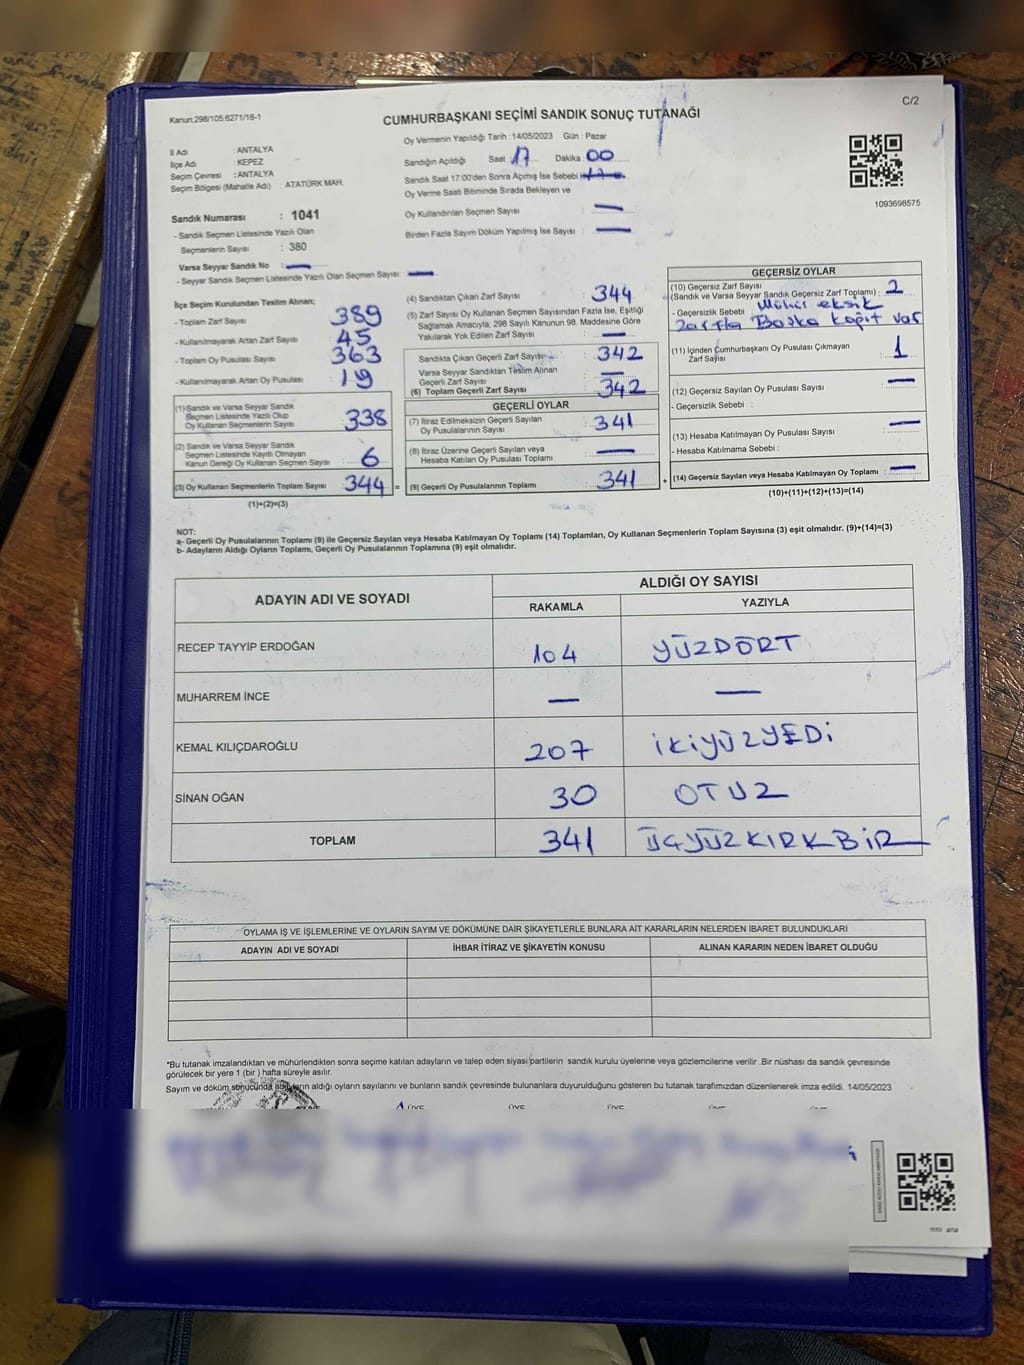 C/2
Kanun;298/105;6271/18-1
CUMHURBAŞKANI SEÇİMİ SANDIK SONUÇ TUTANAĞI
İl Adı : ANTALYA
İlçe Adı : KEPEZ
Seçim Çevresi : ANTALYA
Seçim Bölgesi (Mahalle Adı) : ATATÜRK MAH.
Oy Vermenin Yapıldığı Tarih :14/05/2023 Gün : Pazar
Sandığın Açıldığı Saat : 17 Dakika : 00
Sandık Saat 17:00'den Sonra Açımış İse Sebebi :
Oy Verme Saati Bitiminde Sırada Bekleyen ve
Oy Kullandırılan Seçmen Sayısı : —
Birden Fazla Sayım Döküm Yapılmış İse Sayısı : —
1093698575
Sandık Numarası : 1041
- Sandık Seçmen Listesinde Yazılı Olan
Seçmenlerin Sayısı : 380
Varsa Seyyar Sandık No : —
- Seyyar Sandık Seçmen Listesinde Yazılı Olan Seçmen Sayısı : —
İlçe Seçim Kurulundan Teslim Alınan;
- Toplam Zarf Sayısı : 389
- Kullanılmayarak Artan Zarf Sayısı : 45
- Toplam Oy Pusulası Sayısı : 363
- Kullanılmayarak Artan Oy Pusulası : 19
(1)Sandık ve Varsa Seyyar Sandık
Seçmen Listesinde Yazılı Olup
Oy Kullanan Seçmenlerin Sayısı : 338
(2) Sandık ve Varsa Seyyar Sandık
Seçmen Listesinde Kayıtlı Olmayan
Kanun Gereği Oy Kullanan Seçmen Sayısı : 6
(3) Oy Kullanan Seçmenlerin Toplam Sayısı : 344 =
(1)+(2)=(3)
(4) Sandıktan Çıkan Zarf Sayısı : 344
(5) Zarf Sayısı Oy Kullanan Seçmen Sayısından Fazla İse, Eşitliği
Sağlamak Amacıyla, 298 Sayılı Kanunun 98. Maddesine Göre
Yakılarak Yok Edilen Zarf Sayısı : —
Sandıkta Çıkan Geçerli Zarf Sayısı : 342
Varsa Seyyar Sandıktan Teslim Alınan
Geçerli Zarf Sayısı : —
(6) Toplam Geçerli Zarf Sayısı : 342
GEÇERLİ OYLAR
(7) İtiraz Edilmeksizin Geçerli Sayılan
Oy Pusulalarının Sayısı : 341
(8) İtiraz Üzerine Geçerli Sayılan veya
Hesaba Katılan Oy Pusulası Toplamı : —
(9) Geçerli Oy Pusulalarının Toplamı : 341 +
GEÇERSİZ OYLAR
(10) Geçersiz Zarf Sayısı
(Sandık ve Varsa Seyyar Sandık Geçersiz Zarf Toplamı) : 2
- Geçersizlik Sebebi : Mühür eksik
Zarfla Başka kağıt var
(11) İçinden Cumhurbaşkanı Oy Pusulası Çıkmayan
Zarf Sayısı : 1
(12) Geçersiz Sayılan Oy Pusulası Sayısı : —
- Geçersizlik Sebebi :
(13) Hesaba Katılmayan Oy Pusulası Sayısı : —
- Hesaba Katılmama Sebebi :
(14) Geçersiz Sayılan veya Hesaba Katılmayan Oy Toplamı : —
(10)+(11)+(12)+(13)=(14)
NOT:
a- Geçerli Oy Pusulalarının Toplamı (9) ile Geçersiz Sayılan veya Hesaba Katılmayan Oy Toplamı (14) Toplamları, Oy Kullanan Seçmenlerin Toplam Sayısına (3) eşit olmalıdır. (9)+(14)=(3)
b- Adayların Aldığı Oyların Toplamı, Geçerli Oy Pusulalarının Toplamına (9) eşit olmalıdır.
ADAYIN ADI VE SOYADI
ALDIĞI OY SAYISI
RAKAMLA YAZIYLA
RECEP TAYYİP ERDOĞAN 104 YÜZDÖRT
MUHARREM İNCE — —
KEMAL KILIÇDAROĞLU 207 İKİYÜZYEDİ
SİNAN OĞAN 30 OTUZ
TOPLAM 341 ÜÇYÜZKIRKBİR
OYLAMA İŞ VE İŞLEMLERİNE VE OYLARIN SAYIM VE DÖKÜMÜNE DAİR ŞİKAYETLERLE BUNLARA AİT KARARLARIN NELERDEN İBARET BULUNDUKLARI
ADAYIN ADI VE SOYADI İHBAR İTİRAZ VE ŞİKAYETİN KONUSU ALINAN KARARIN NEDEN İBARET OLDUĞU
*Bu tutanak imzalandıktan ve mühürlendikten sonra seçime katılan adayların ve talep eden siyasi partilerin sandık kurulu üyelerine veya gözlemcilerine verilir .Bir nüshası da sandık çevresinde
görülecek bir yere 1 (bir ) hafta süreyle asılır.
Sayım ve döküm sonucunda adayların aldığı oyların sayılarını ve bunların sandık çevresinde bulunanlara duyurulduğunu gösteren bu tutanak tarafımızdan düzenlenerek imza edildi. 14/05/2023
ÜYE ÜYE ÜYE ÜYE ÜYE